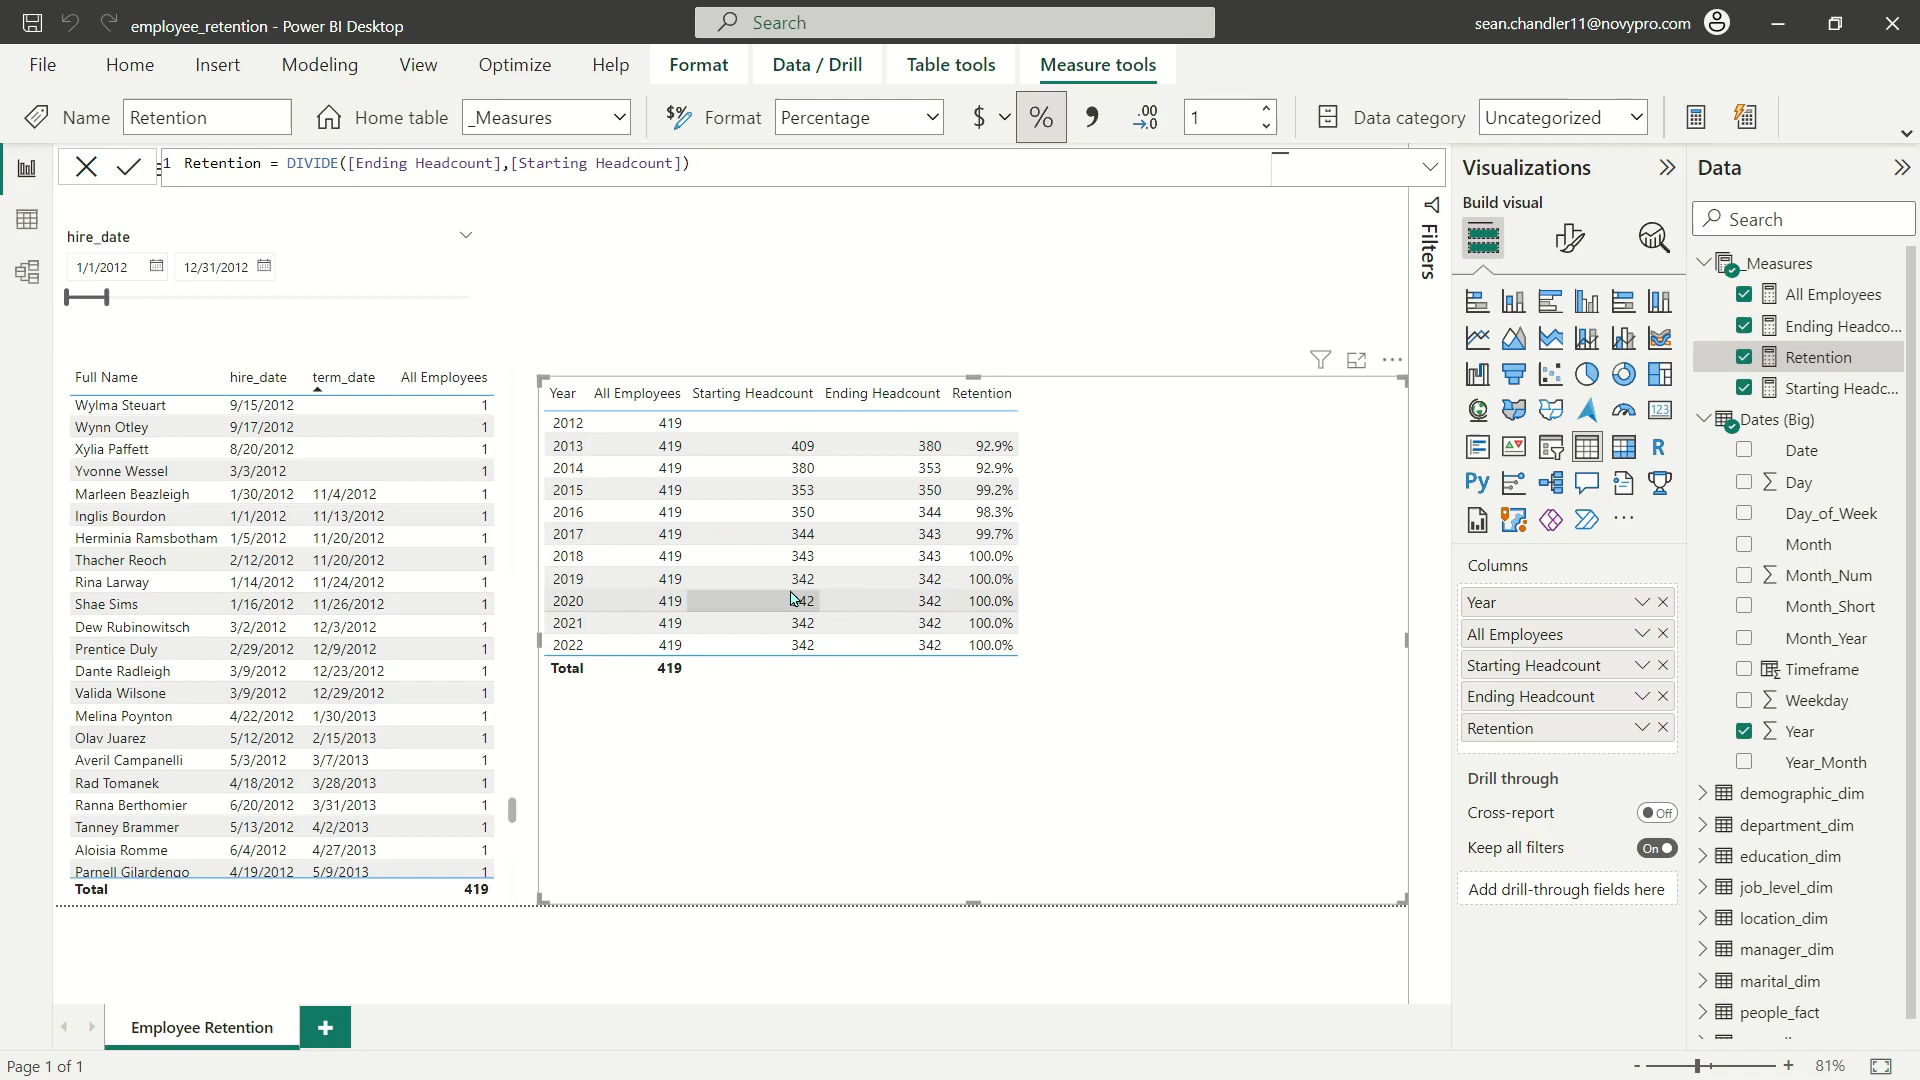 employee_retention - Power BI Desktop
Search
sean.chandler11@novypro.com
File Home Insert Modeling View Optimize Help Format Data / Drill Table tools Measure tools
Name Retention Home table _Measures Format Percentage $ % 1 Data category Uncategorized
1 Retention = DIVIDE([Ending Headcount],[Starting Headcount])
hire_date
1/1/2012 12/31/2012
Full Name hire_date term_date All Employees
Wylma Steuart 9/15/2012 1
Wynn Otley 9/17/2012 1
Xylia Paffett 8/20/2012 1
Yvonne Wessel 3/3/2012 1
Marleen Beazleigh 1/30/2012 11/4/2012 1
Inglis Bourdon 1/1/2012 11/13/2012 1
Herminia Ramsbotham 1/5/2012 11/20/2012 1
Thacher Reoch 2/12/2012 11/20/2012 1
Rina Larway 1/14/2012 11/24/2012 1
Shae Sims 1/16/2012 11/26/2012 1
Dew Rubinowitsch 3/2/2012 12/3/2012 1
Prentice Duly 2/29/2012 12/9/2012 1
Dante Radleigh 3/9/2012 12/23/2012 1
Valida Wilsone 3/9/2012 12/29/2012 1
Melina Poynton 4/22/2012 1/30/2013 1
Olav Juarez 5/12/2012 2/15/2013 1
Averil Campanelli 5/3/2012 3/7/2013 1
Rad Tomanek 4/18/2012 3/28/2013 1
Ranna Berthomier 6/20/2012 3/31/2013 1
Tanney Brammer 5/13/2012 4/2/2013 1
Aloisia Romme 6/4/2012 4/27/2013 1
Parnell Gilardengo 4/19/2012 5/9/2013 1
Total 419
Year All Employees Starting Headcount Ending Headcount Retention
2012 419
2013 419 409 380 92.9%
2014 419 380 353 92.9%
2015 419 353 350 99.2%
2016 419 350 344 98.3%
2017 419 344 343 99.7%
2018 419 343 343 100.0%
2019 419 342 342 100.0%
2020 419 342 342 100.0%
2021 419 342 342 100.0%
2022 419 342 342 100.0%
Total 419
Filters
Visualizations
Build visual
123
R
Py
Columns
Year
All Employees
Starting Headcount
Ending Headcount
Retention
Drill through
Cross-report Off
Keep all filters On
Add drill-through fields here
Data
Search
_Measures
All Employees
Ending Headco...
Retention
Starting Headc...
Dates (Big)
Date
Day
Day_of_Week
Month
Month_Num
Month_Short
Month_Year
Timeframe
Weekday
Year
Year_Month
demographic_dim
department_dim
education_dim
job_level_dim
location_dim
manager_dim
marital_dim
people_fact
Employee Retention
Page 1 of 1
81%